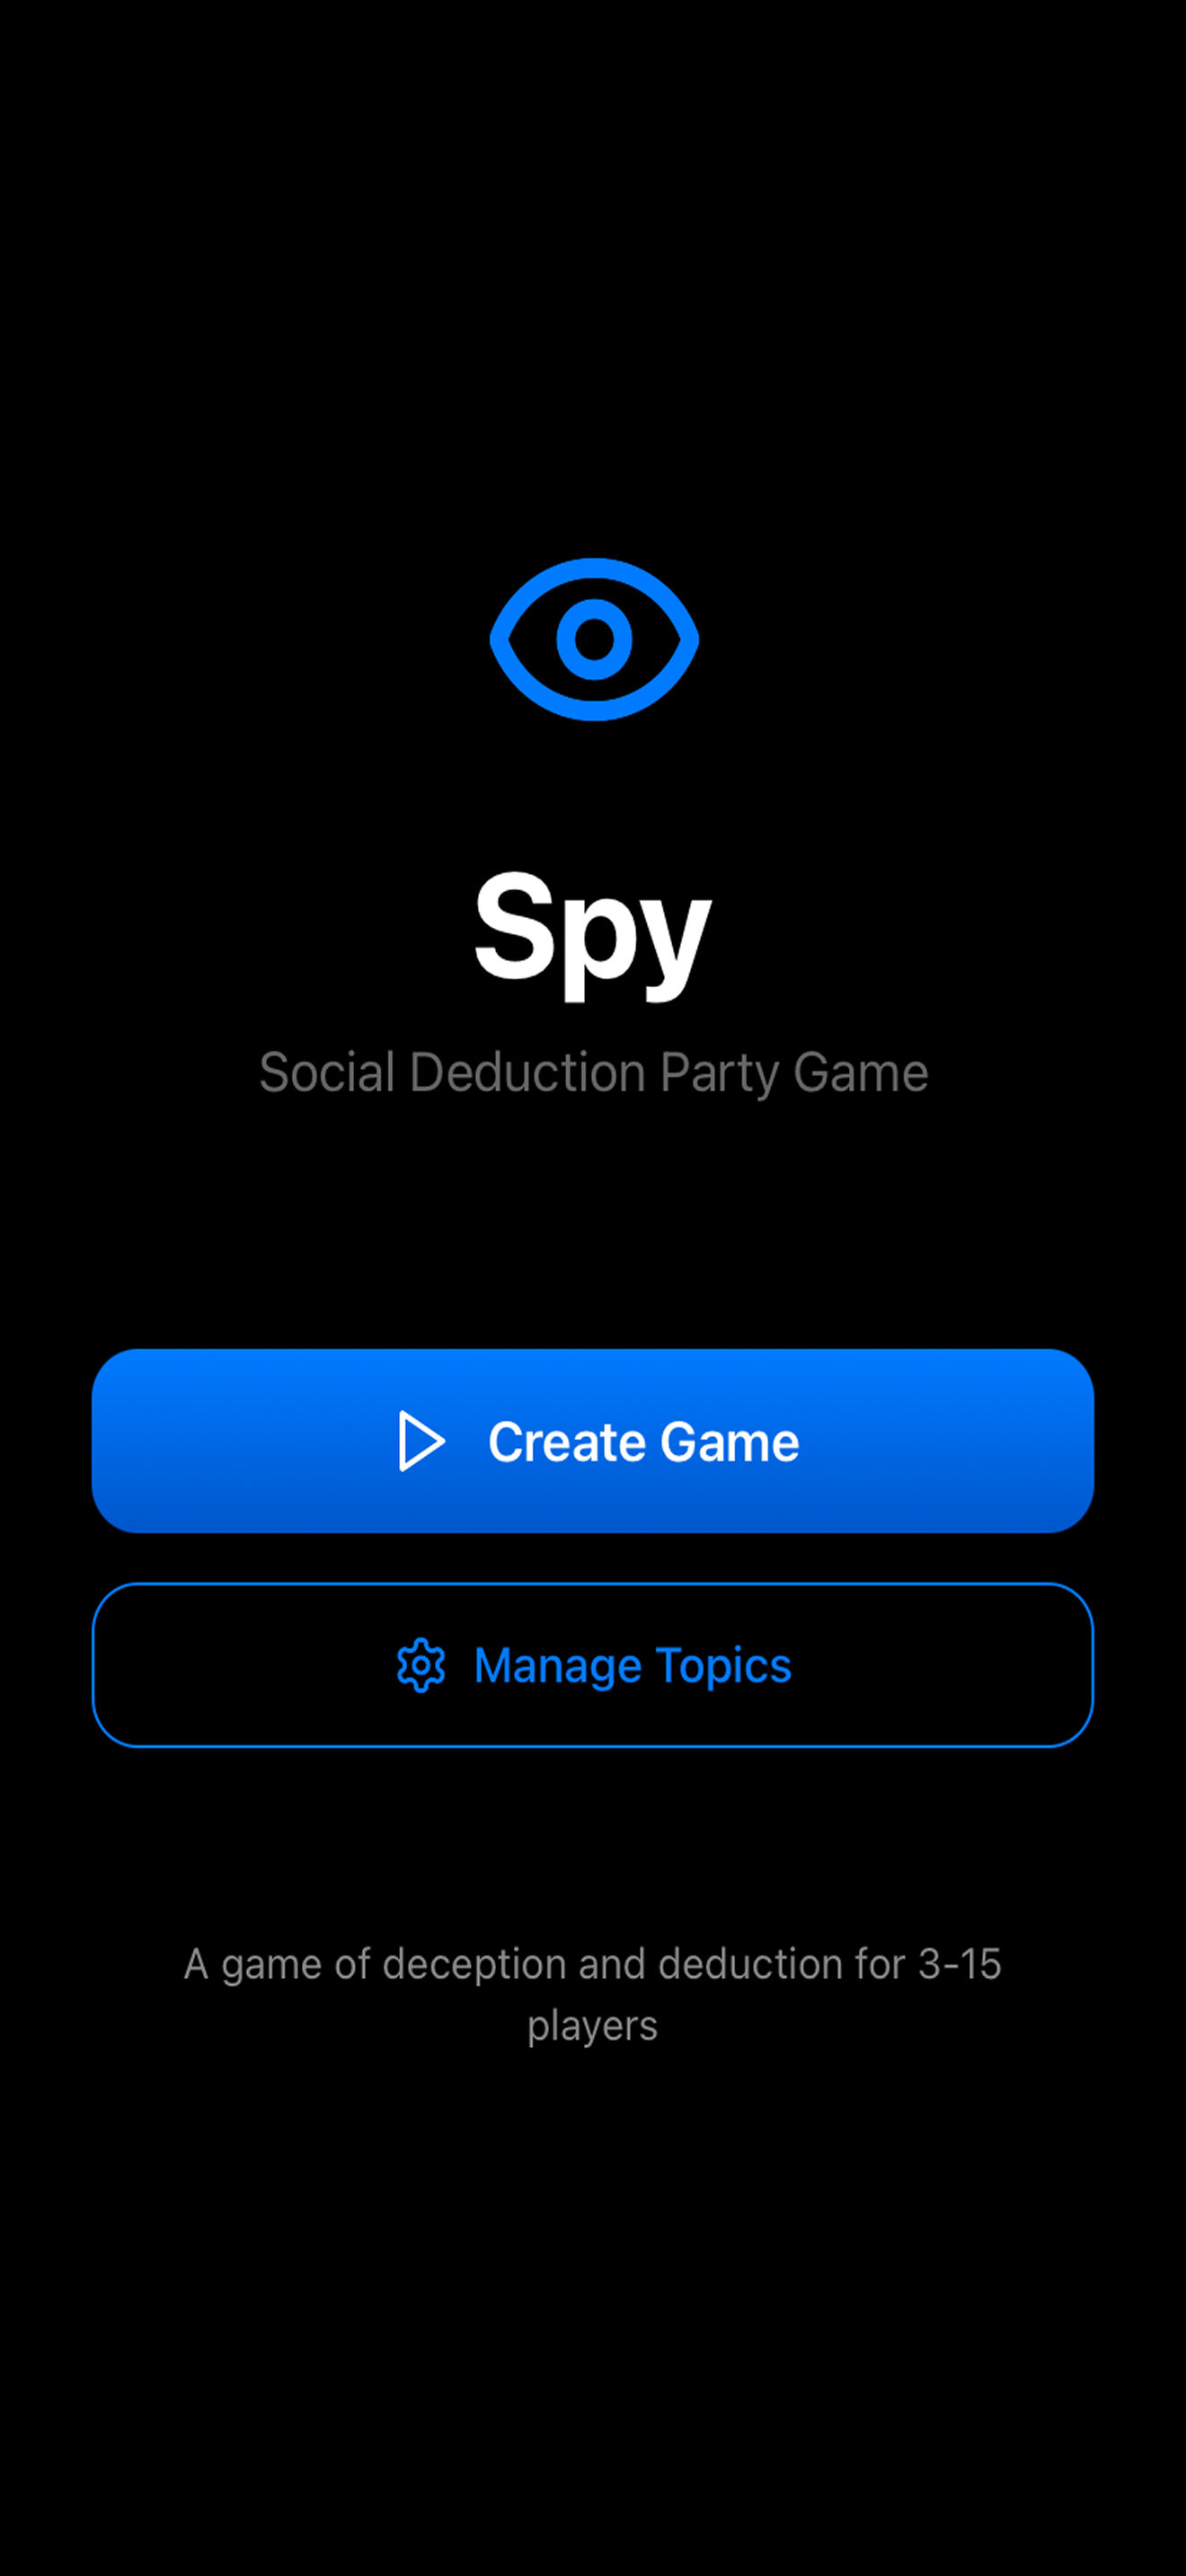 Spy
Social Deduction Party Game
Create Game
Manage Topics
A game of deception and deduction for 3-15
players